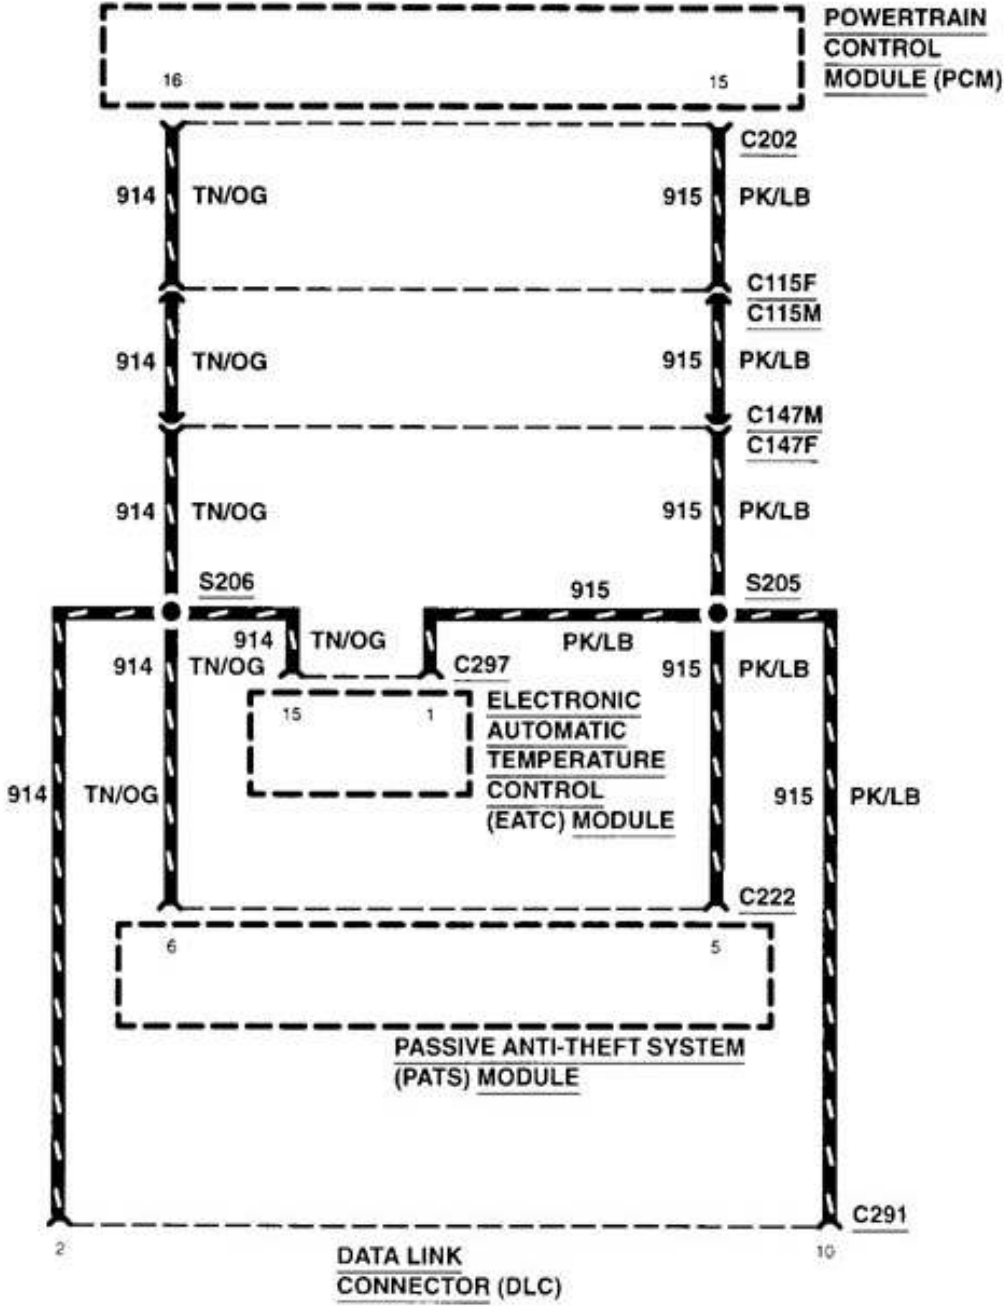 POWERTRAIN
CONTROL
MODULE (PCM)
16
15
C202
914 TN/OG
915 PK/LB
C115F
C115M
914 TN/OG
915 PK/LB
C147M
C147F
914 TN/OG
915 PK/LB
S206
915
S205
914 TN/OG
PK/LB
914 TN/OG
915 PK/LB
C297
15
1
ELECTRONIC
AUTOMATIC
TEMPERATURE
CONTROL
(EATC) MODULE
914 TN/OG
915 PK/LB
C222
6
5
PASSIVE ANTI-THEFT SYSTEM
(PATS) MODULE
C291
2
10
DATA LINK
CONNECTOR (DLC)